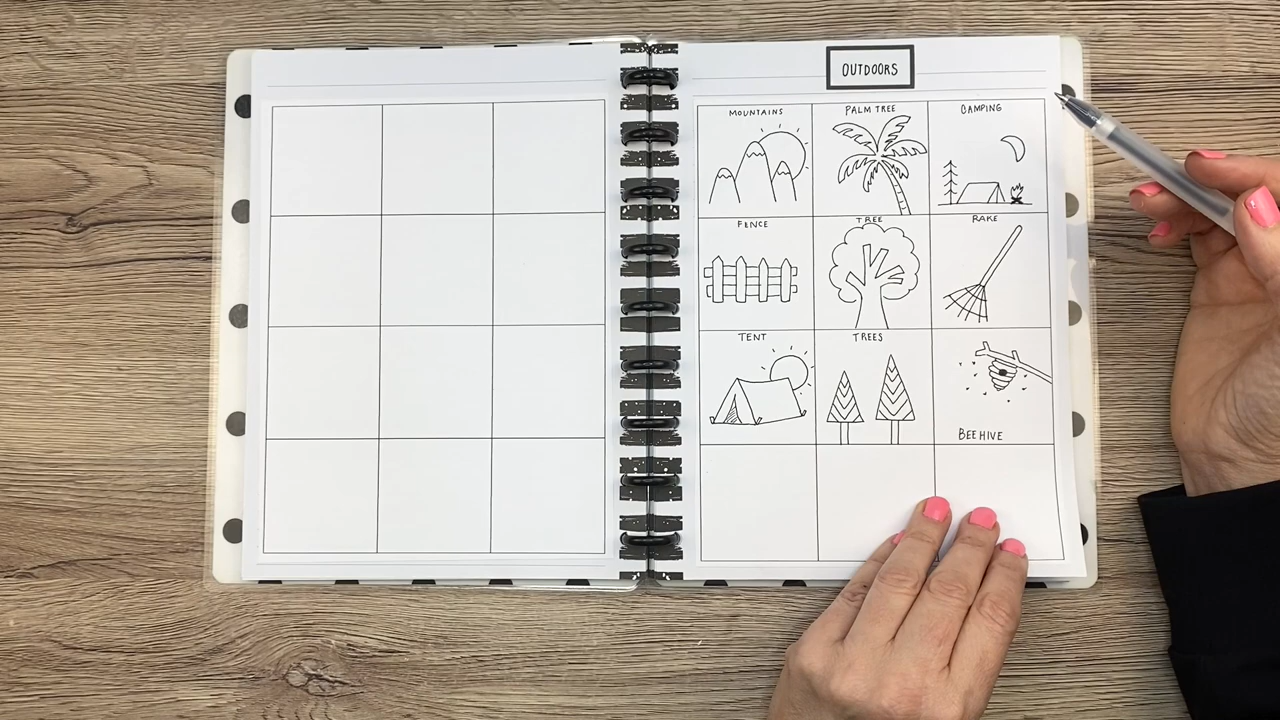 OUTDOORS
MOUNTAINS
PALM TREE
CAMPING
FENCE
TREE
RAKE
TENT
TREES
BEEHIVE